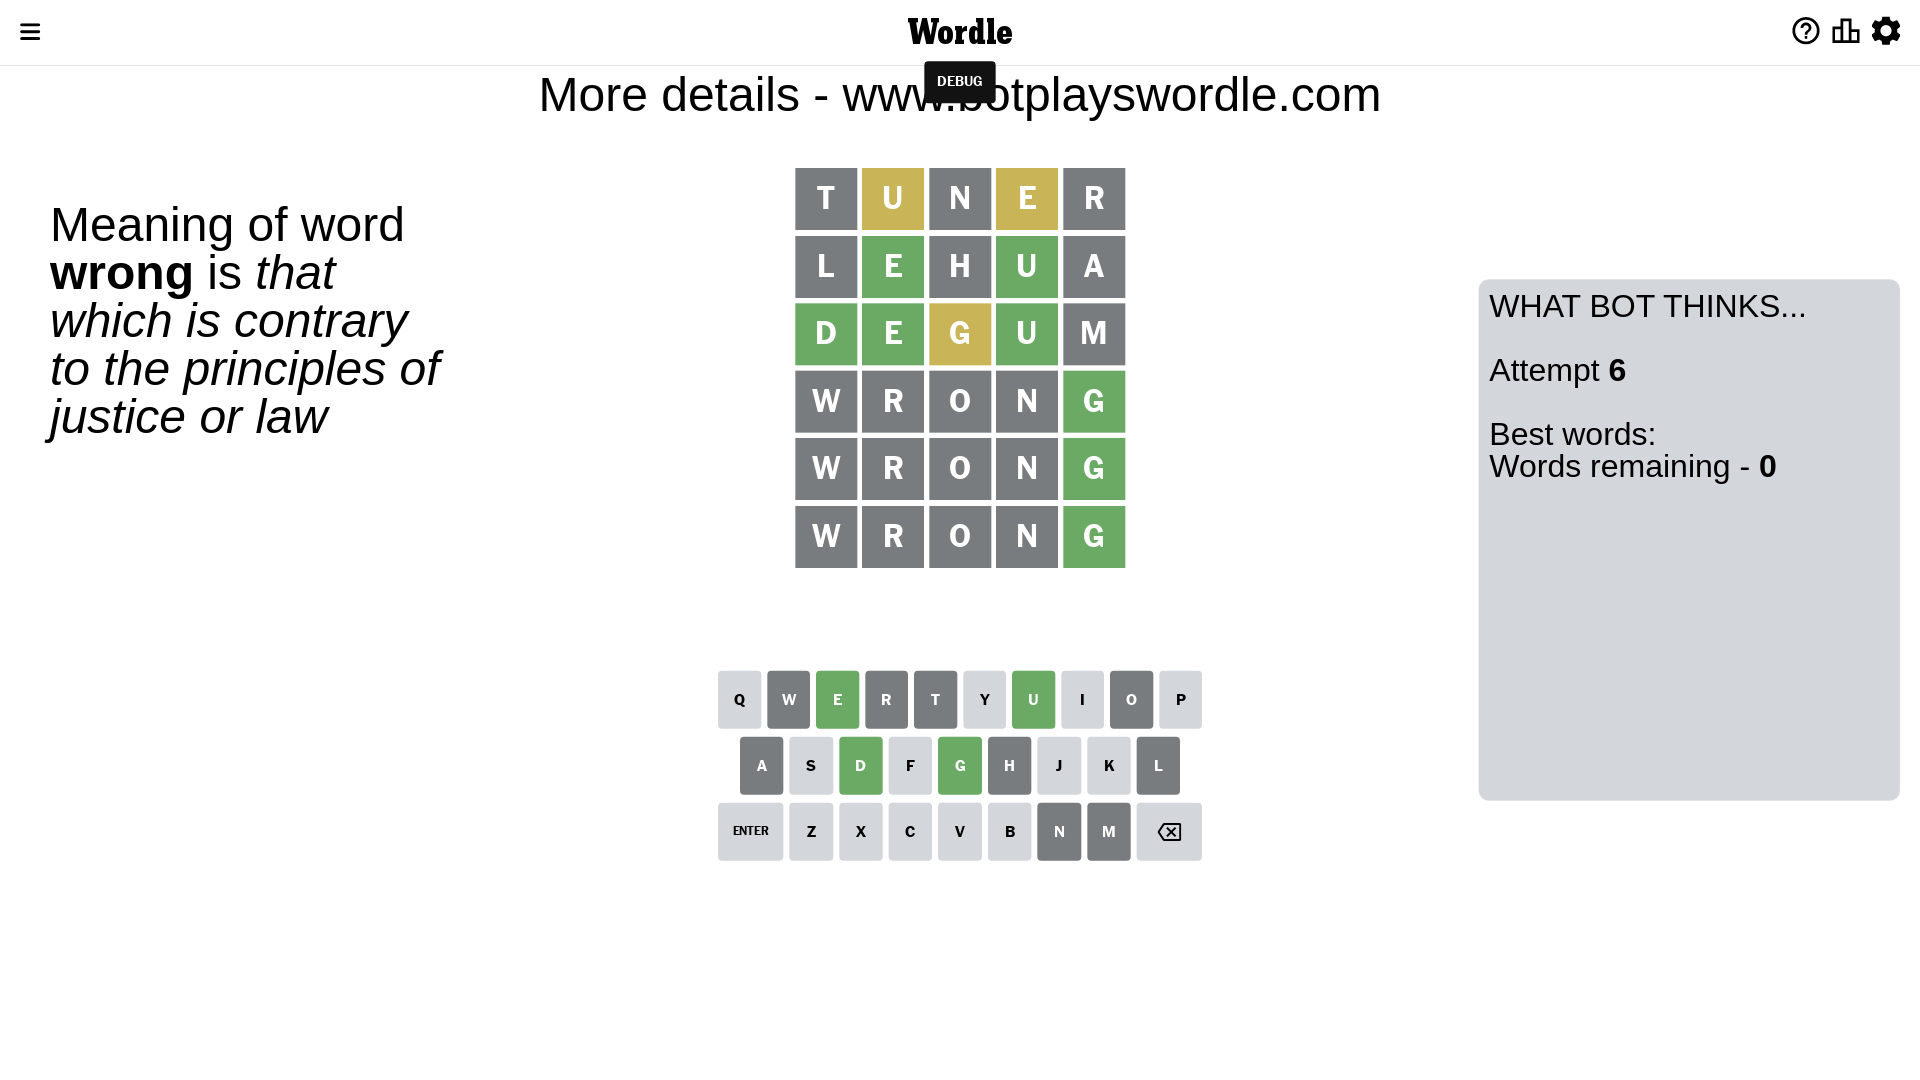 Wordle
DEBUG
More details - www.botplayswordle.com
Meaning of word
wrong is that
which is contrary
to the principles of
justice or law
T U N E R
L E H U A
D E G U M
W R O N G
W R O N G
W R O N G
WHAT BOT THINKS...
Attempt 6
Best words:
Words remaining - 0
Q W E R T Y U I O P
A S D F G H J K L
ENTER Z X C V B N M